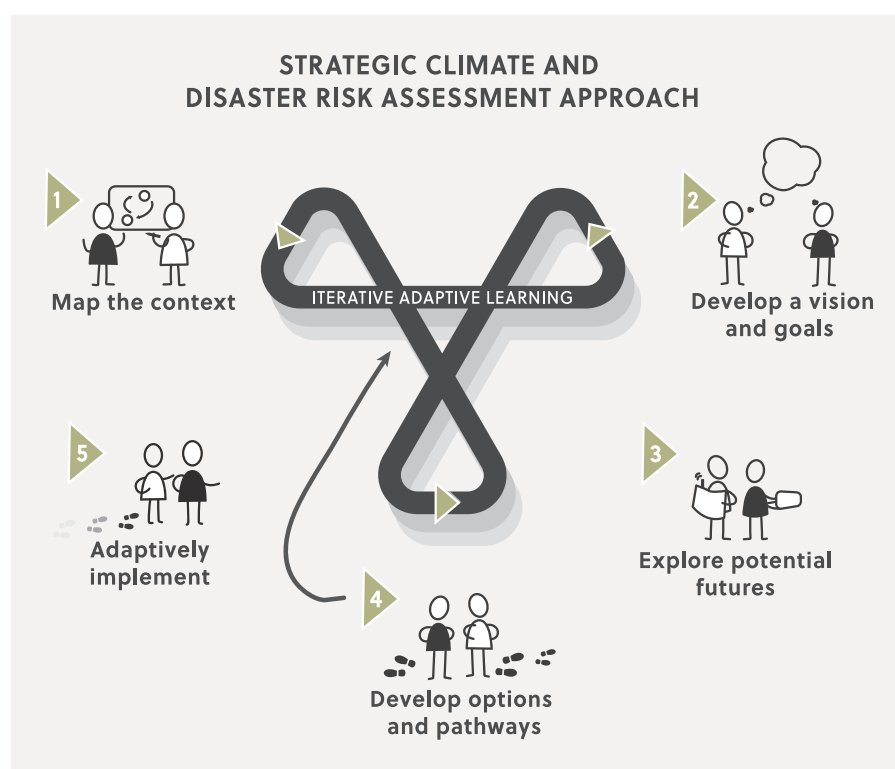 STRATEGIC CLIMATE AND
DISASTER RISK ASSESSMENT APPROACH
1
Map the context
2
Develop a vision
and goals
ITERATIVE ADAPTIVE LEARNING
3
Explore potential
futures
4
Develop options
and pathways
5
Adaptively
implement